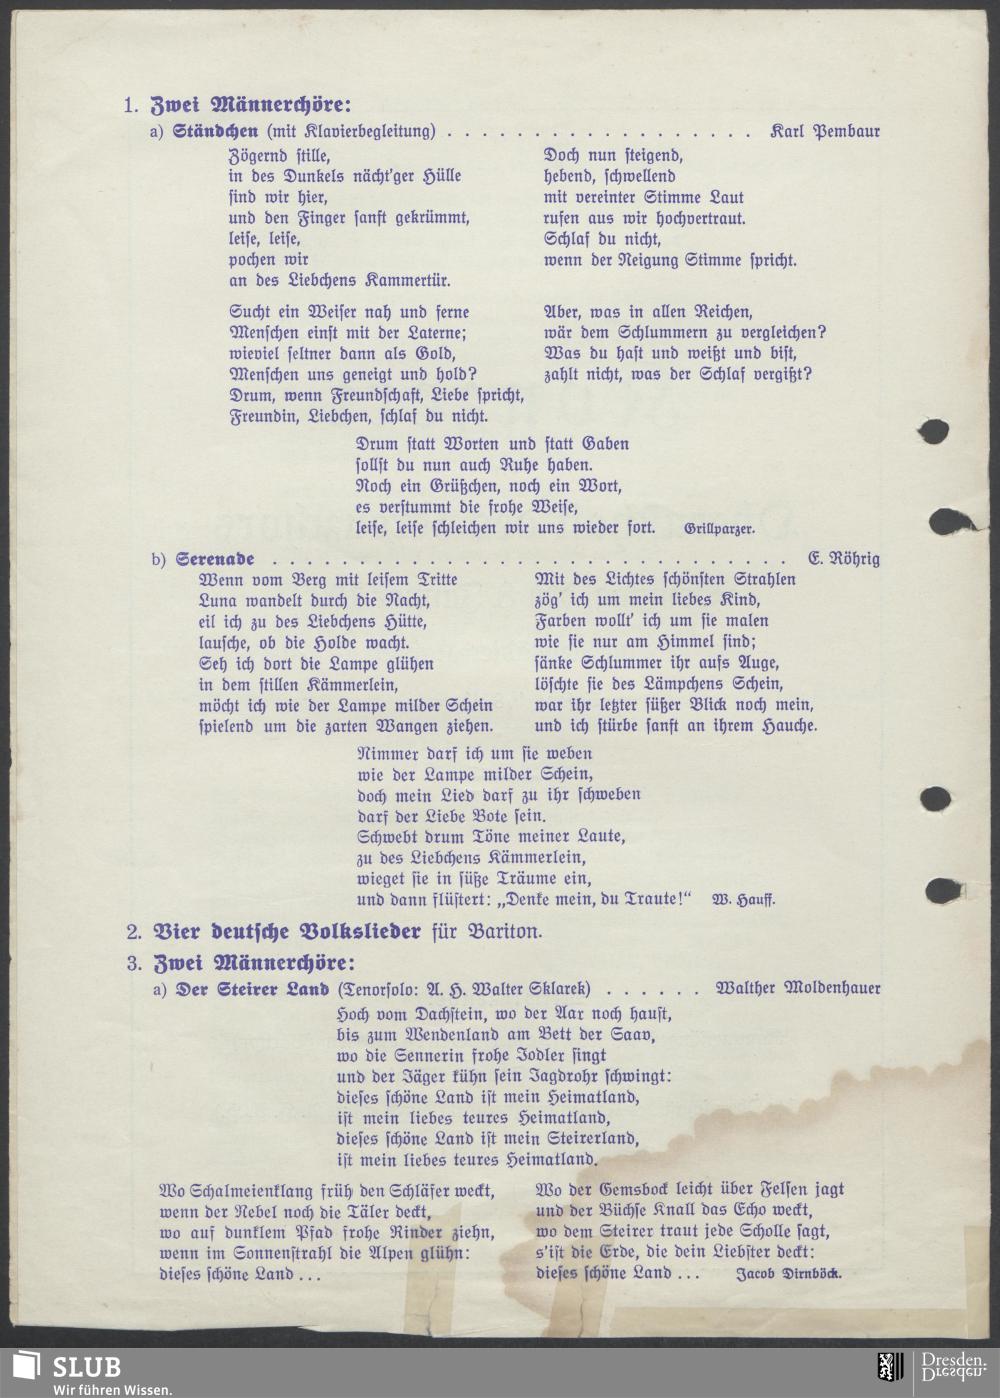 1. Zwei Männerchöre:
a) Ständchen (mit Klavierbegleitung) . . . . . . . . . . . . . . . . . . . Karl Pembaur
Zögernd stille,
in des Dunkels nächt'ger Hülle
sind wir hier,
und den Finger sanft gekrümmt,
leise, leise,
pochen wir
an des Liebchens Kammertür.
Doch nun steigend,
hebend, schwellend
mit vereinter Stimme Laut
rufen aus wir hochvertraut.
Schlaf du nicht,
wenn der Neigung Stimme spricht.
Sucht ein Weiser nah und ferne
Menschen einst mit der Laterne;
wieviel seltner dann als Gold,
Menschen uns geneigt und hold?
Drum, wenn Freundschaft, Liebe spricht,
Freundin, Liebchen, schlaf du nicht.
Aber, was in allen Reichen,
wär dem Schlummern zu vergleichen?
Was du hast und weißt und bist,
zahlt nicht, was der Schlaf vergißt?
Drum statt Worten und statt Gaben
sollst du nun auch Ruhe haben.
Noch ein Grüßchen, noch ein Wort,
es verstummt die frohe Weise,
leise, leise schleichen wir uns wieder fort. Grillparzer.
b) Serenade . . . . . . . . . . . . . . . . . . . . . . . . . . . . . . . . . . . E. Röhrig
Wenn vom Berg mit leisem Tritte
Luna wandelt durch die Nacht,
eil ich zu des Liebchens Hütte,
lausche, ob die Holde wacht.
Seh ich dort die Lampe glühen
in dem stillen Kämmerlein,
möcht ich wie der Lampe milder Schein
spielend um die zarten Wangen ziehen.
Mit des Lichtes schönsten Strahlen
zög' ich um mein liebes Kind,
Farben wollt' ich um sie malen
wie sie nur am Himmel sind;
sänke Schlummer ihr aufs Auge,
löschte sie des Lämpchens Schein,
war ihr letzter süßer Blick noch mein,
und ich stürbe sanft an ihrem Hauche.
Nimmer darf ich um sie weben
wie der Lampe milder Schein,
doch mein Lied darf zu ihr schweben
darf der Liebe Bote sein.
Schwebt drum Töne meiner Laute,
zu des Liebchens Kämmerlein,
wieget sie in süße Träume ein,
und dann flüstert: „Denke mein, du Traute!“ W. Hauff.
2. Vier deutsche Volkslieder für Bariton.
3. Zwei Männerchöre:
a) Der Steirer Land (Tenorsolo: A. H. Walter Sklarek) . . . . . . Walther Moldenhauer
Hoch vom Dachstein, wo der Aar noch haust,
bis zum Wendenland am Bett der Saav,
wo die Sennerin frohe Jodler singt
und der Jäger kühn sein Jagdrohr schwingt:
dieses schöne Land ist mein Heimatland,
ist mein liebes teures Heimatland,
dieses schöne Land ist mein Steirerland,
ist mein liebes teures Heimatland.
Wo Schalmeienklang früh den Schläfer weckt,
wenn der Nebel noch die Täler deckt,
wo auf dunklem Pfad frohe Rinder ziehn,
wenn im Sonnenstrahl die Alpen glühn:
dieses schöne Land ...
Wo der Gemsbock leicht über Felsen jagt
und der Büchse Knall das Echo weckt,
wo dem Steirer traut jede Scholle sagt,
s'ist die Erde, die dein Liebster deckt:
dieses schöne Land ... Jacob Dirnböck.
SLUB
Wir führen Wissen.
Dresden.
Dresden.